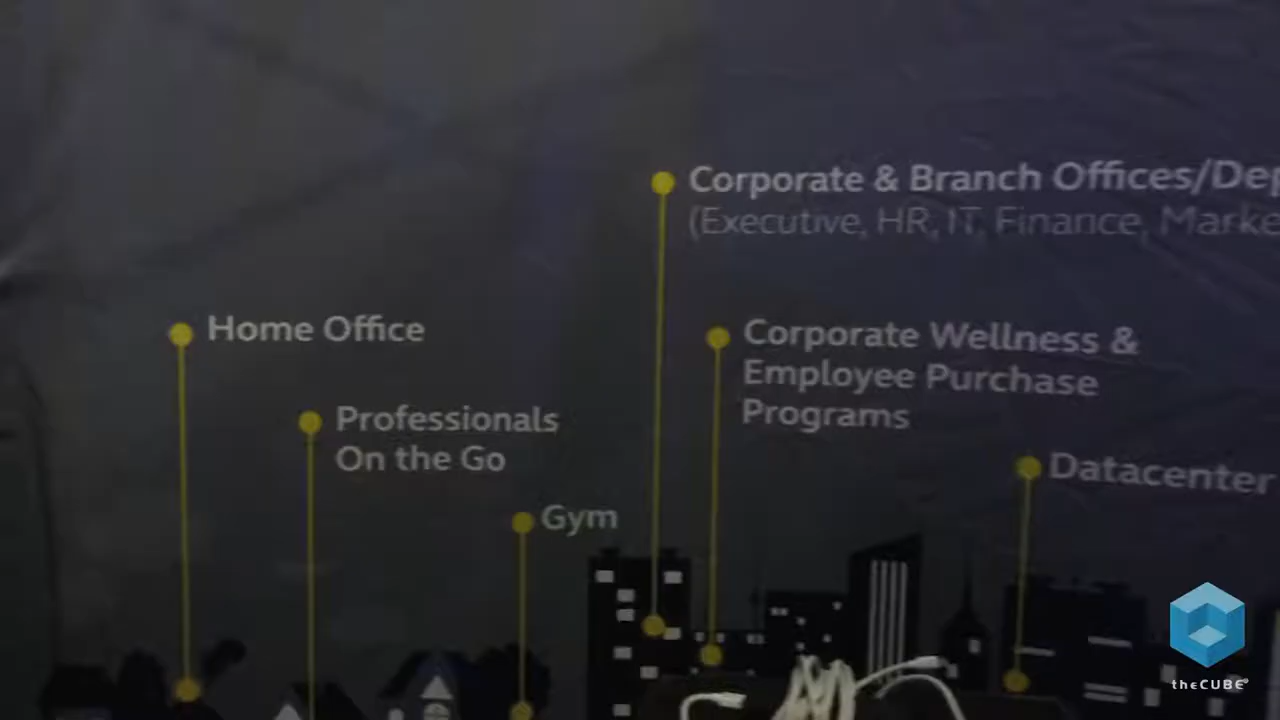 Corporate & Branch Offices/Dep
(Executive, HR, IT, Finance, Marke
Home Office
Corporate Wellness &
Employee Purchase
Programs
Professionals
On the Go
Datacenter
Gym
theCUBE